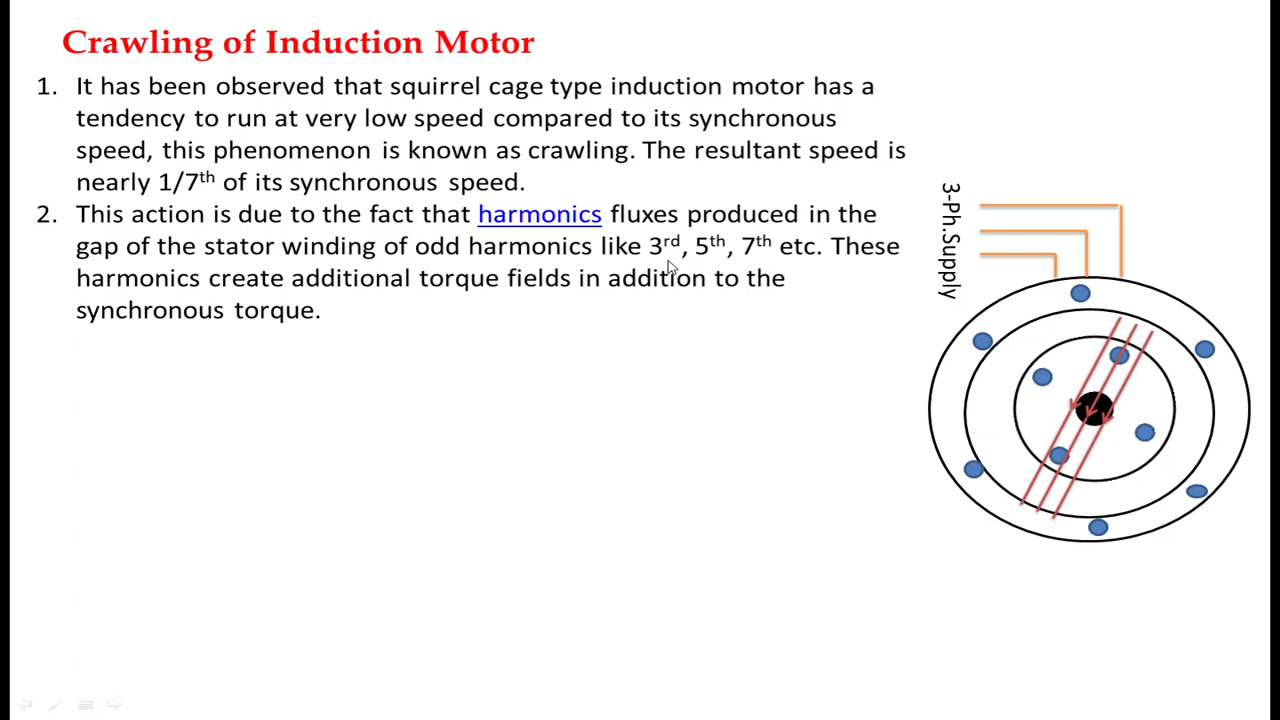 Crawling of Induction Motor
1. It has been observed that squirrel cage type induction motor has a
tendency to run at very low speed compared to its synchronous
speed, this phenomenon is known as crawling. The resultant speed is
nearly 1/7th of its synchronous speed.
2. This action is due to the fact that harmonics fluxes produced in the
gap of the stator winding of odd harmonics like 3rd, 5th, 7th etc. These
harmonics create additional torque fields in addition to the
synchronous torque.
3-Ph.Supply